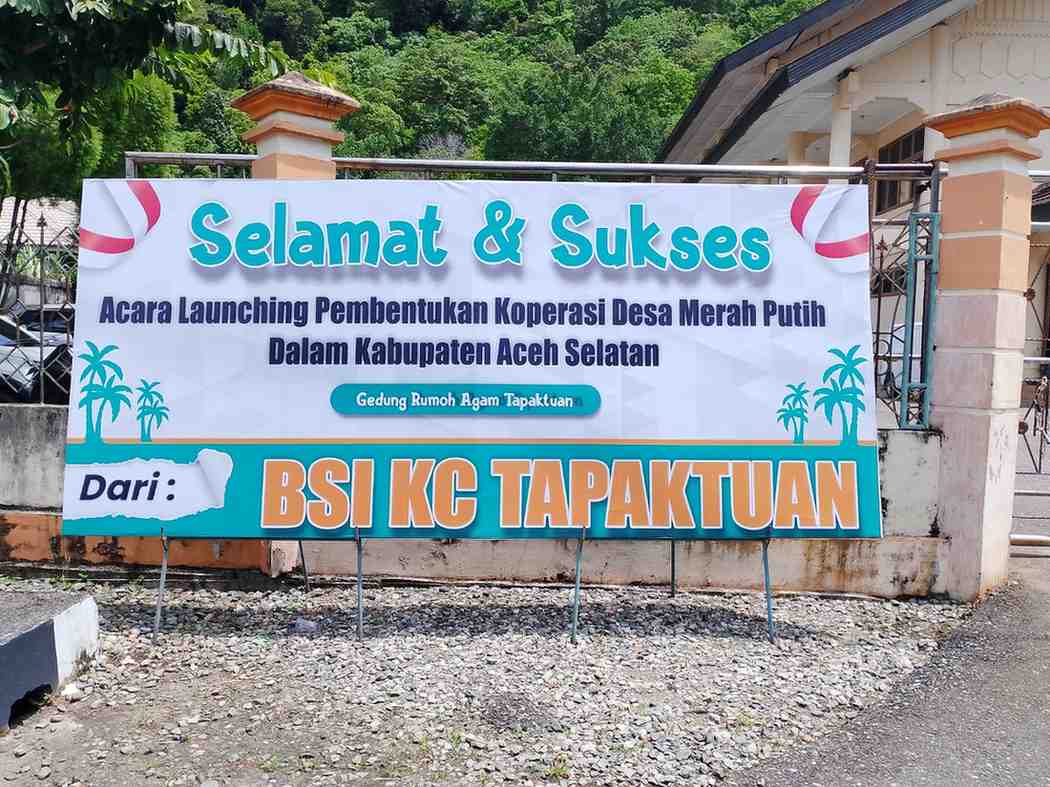 Selamat & Sukses
Acara Launching Pembentukan Koperasi Desa Merah Putih
Dalam Kabupaten Aceh Selatan
Gedung Rumoh Agam Tapaktuan
Dari :
BSI KC TAPAKTUAN